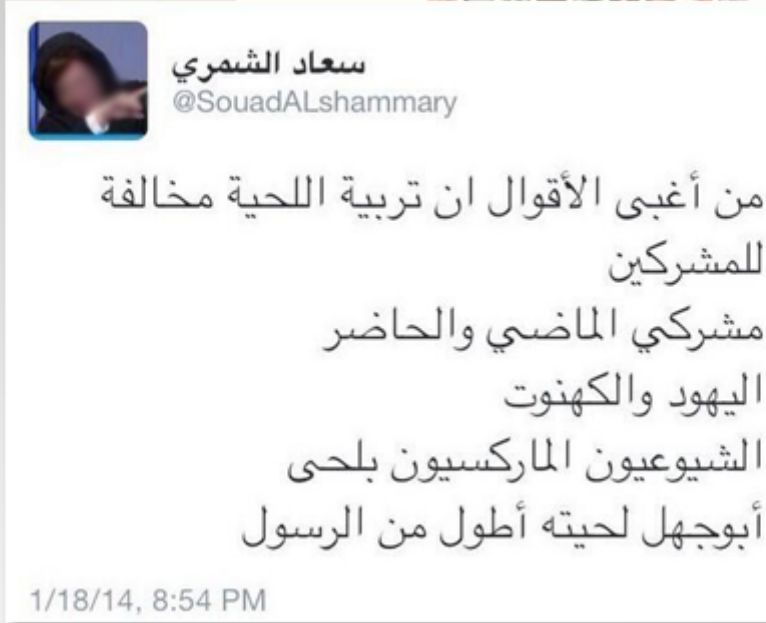 سعاد الشمري
@SouadALshammary
من أغبى الأقوال ان تربية اللحية مخالفة
للمشركين
مشركي الماضي والحاضر
اليهود والكهنوت
الشيوعيون الماركسيون بلحى
أبوجهل لحيته أطول من الرسول
1/18/14, 8:54 PM